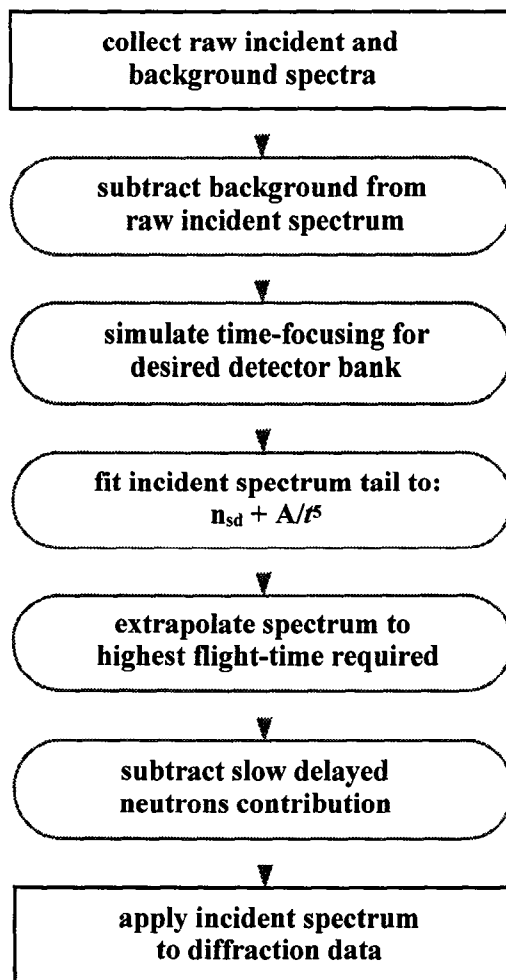 collect raw incident and
background spectra
subtract background from
raw incident spectrum
simulate time-focusing for
desired detector bank
fit incident spectrum tail to:
n_sd + A/t⁵
extrapolate spectrum to
highest flight-time required
subtract slow delayed
neutrons contribution
apply incident spectrum
to diffraction data